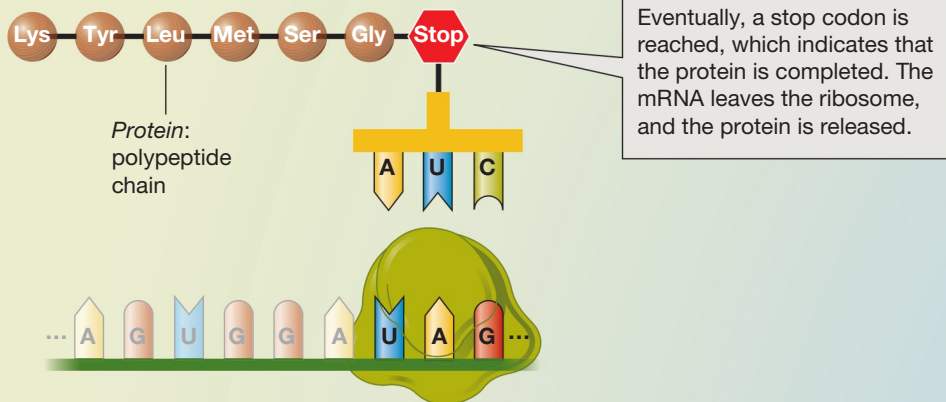 Lys Tyr Leu Met Ser Gly Stop
Eventually, a stop codon is
reached, which indicates that
the protein is completed. The
mRNA leaves the ribosome,
and the protein is released.
Protein:
polypeptide
chain
A U C
... A G U G G A U A G ...